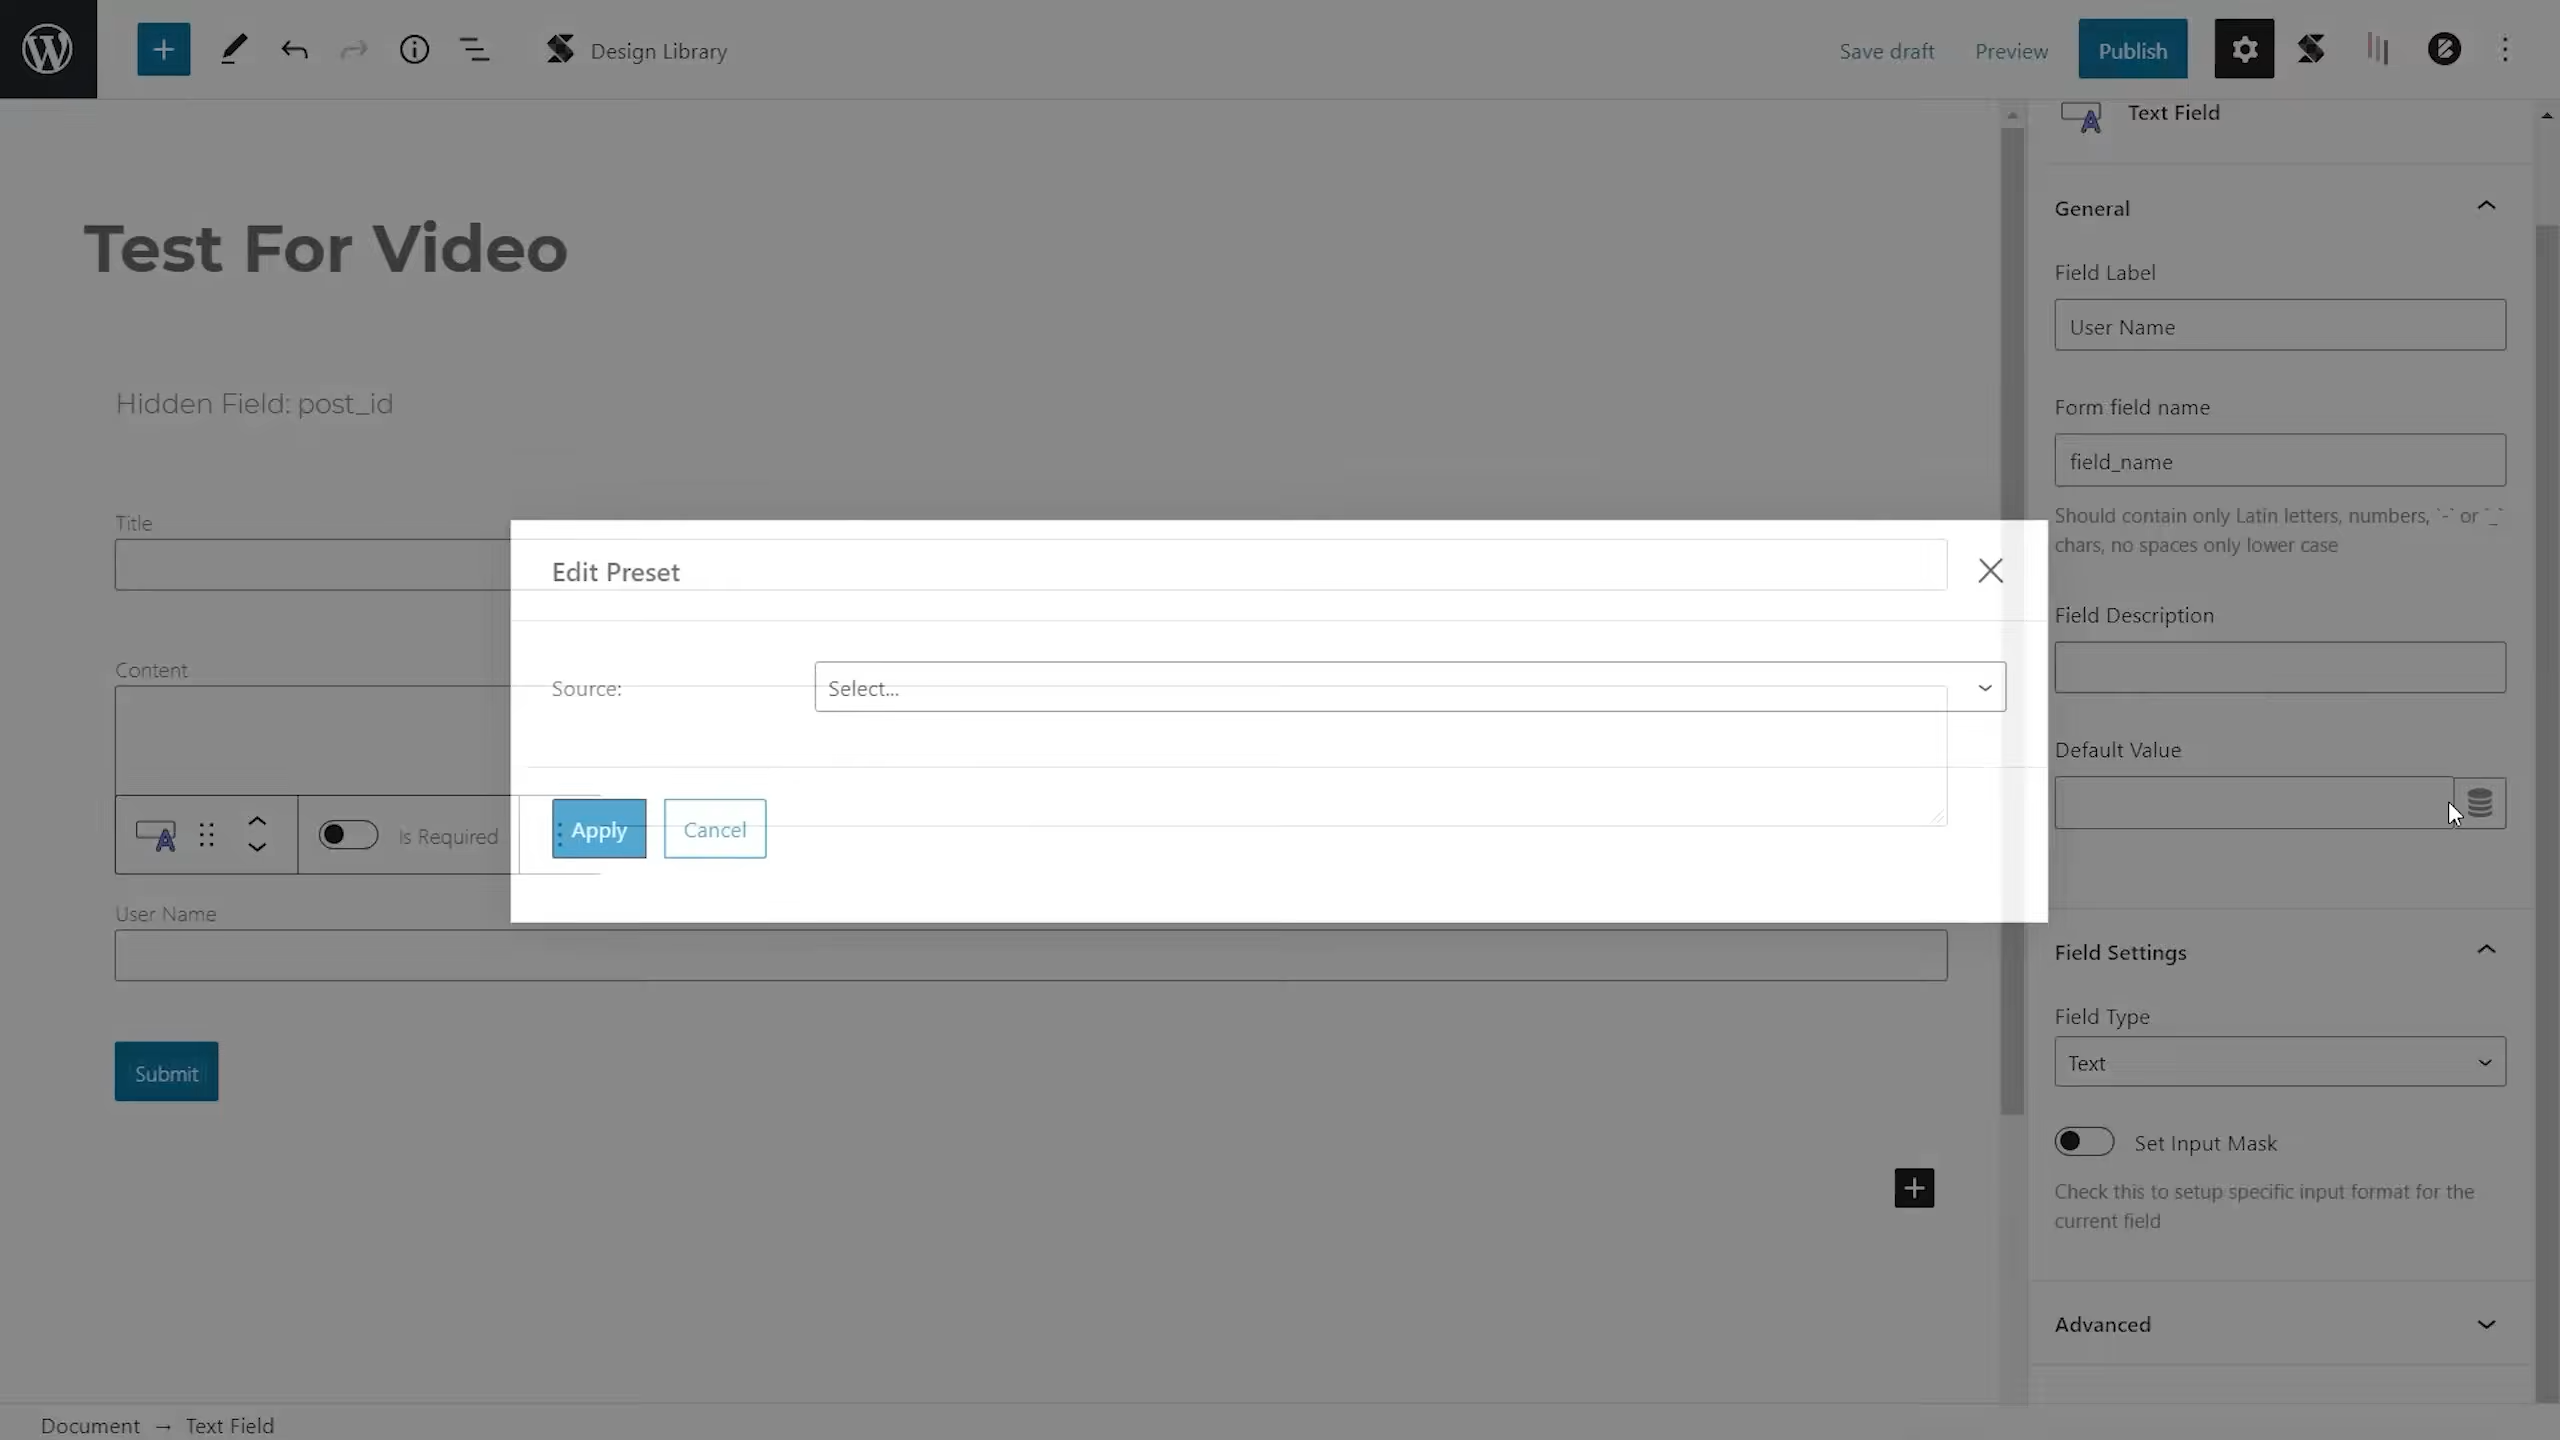 Design Library
Save draft
Preview
Publish
Text Field
Test For Video
Hidden Field: post_id
Title
Content
Is Required
User Name
Submit
Edit Preset
Source:
Select...
Apply
Cancel
General
Field Label
User Name
Form field name
field_name
Should contain only Latin letters, numbers, `-` or `_`
chars, no spaces only lower case
Field Description
Default Value
Field Settings
Field Type
Text
Set Input Mask
Check this to setup specific input format for the
current field
Advanced
Document → Text Field